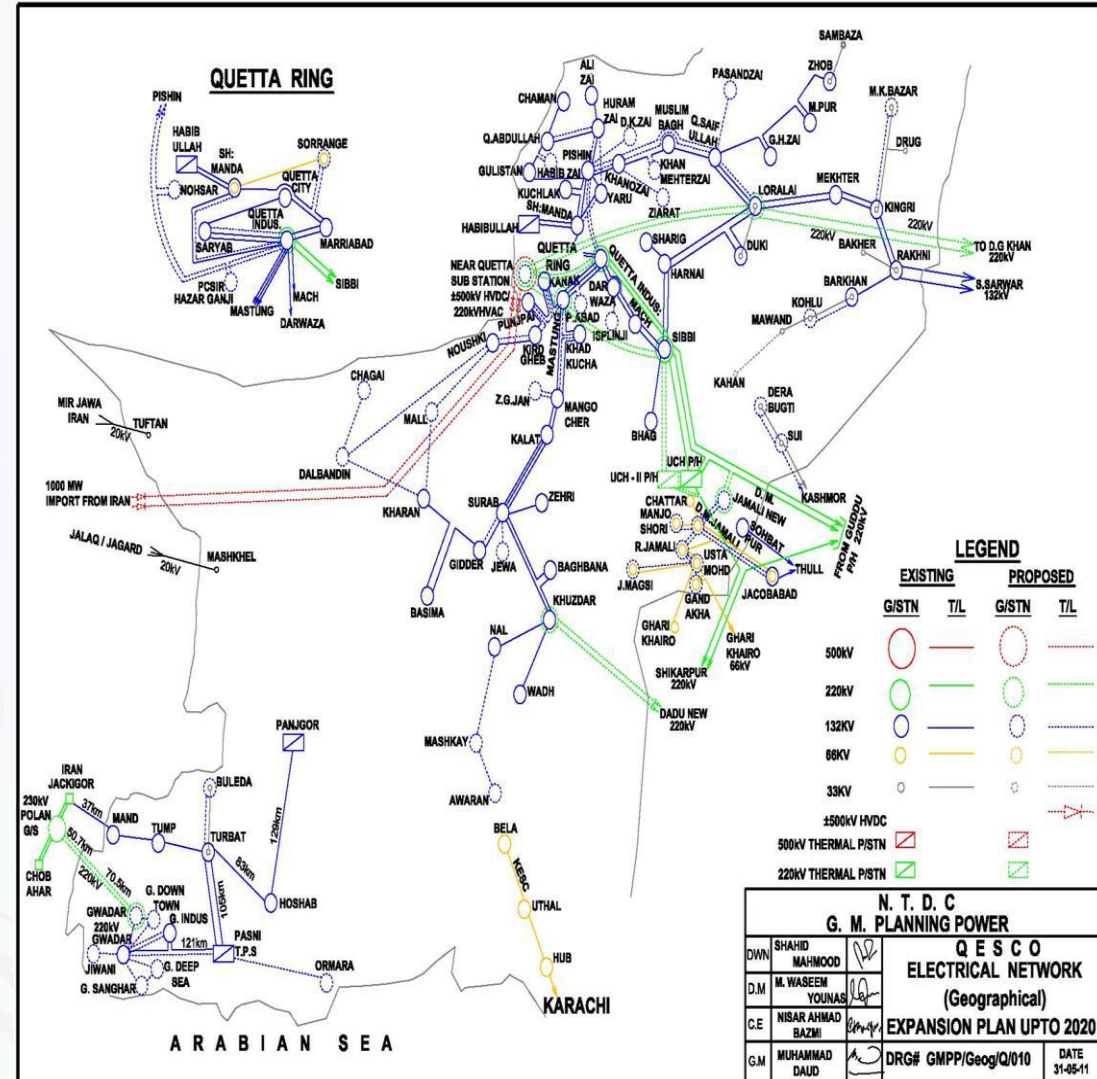 QUETTA RING
PISHIN
HABIB
ULLAH
SH:
MANDA
SORRANGE
NOHSAR
QUETTA
CITY
QUETTA
INDUS.
SARYAB
MARRIABAD
PCSIR
HAZAR GANJI
MASTUNG
MACH
DARWAZA
SIBBI
ALI
ZAI
CHAMAN
HURAM
ZAI
D.K.ZAI
Q.ABDULLAH
GULISTAN
HABIB ZAI
PISHIN
KHANOZAI
MUSLIM
BAGH
KHAN
MEHTERZAI
Q.SAIF
ULLAH
PASANDZAI
SAMBAZA
ZHOB
M.PUR
G.H.ZAI
M.K.BAZAR
DRUG
KUCHLAK
YARU
ZIARAT
SH:MANDA
HABIBULLAH
LORALAI
MEKHTER
KINGRI
DUKI
BAKHER
RAKHNI
BARKHAN
KOHLU
MAWAND
KAHAN
220kV
220kV
TO D.G KHAN
220kV
S.SARWAR
132kV
SHARIG
HARNAI
QUETTA
RING
QUETTA INDUS:
NEAR QUETTA
SUB STATION
±500kV HVDC/
220kVHVAC
KANAK
DAR
WAZA
MACH
P.ABAD
ISPLINJI
PUNJPAI
MASTUNG
SIBBI
NOUSHKI
KIRD
GHEB
KHAD
KUCHA
CHAGAI
MALL
Z.G.JAN
MANGO
CHER
BHAG
DERA
BUGTI
SUI
KASHMOR
MIR JAWA
IRAN
20kV
TUFTAN
DALBANDIN
KALAT
1000 MW
IMPORT FROM IRAN
KHARAN
SURAB
ZEHRI
UCH P/H
UCH - II P/H
CHATTAR
MANJO
SHORI
D.M.JAMALI
D. M.
JAMALI NEW
SOHBAT
PUR
R.JAMALI
USTA
MOHD
THULL
JACOBABAD
J.MAGSI
GAND
AKHA
GHARI
KHAIRO
GHARI
KHAIRO
66kV
SHIKARPUR
220kV
FROM GUDDU
P/H 220kV
JALAQ / JAGARD
20kV
MASHKHEL
GIDDER
JEWA
BAGHBANA
BASIMA
KHUZDAR
NAL
WADH
DADU NEW
220kV
MASHKAY
AWARAN
BELA
KESC
UTHAL
HUB
KARACHI
PANJGOR
129km
IRAN
JACKIGOR
230kV
POLAN
G/S
37km
MAND
TUMP
BULEDA
TURBAT
83km
HOSHAB
CHOB
AHAR
50.7km
220kV
70.5km
109km
GWADAR
220kV
G. DOWN
TOWN
G. INDUS
GWADAR
121km
PASNI
T.P.S
JIWANI
G. DEEP
SEA
G. SANGHAR
ORMARA
ARABIAN SEA
LEGEND
EXISTING PROPOSED
G/STN T/L G/STN T/L
500kV
220kV
132KV
66KV
33KV
±500kV HVDC
500kV THERMAL P/STN
220kV THERMAL P/STN
N. T. D. C
G. M. PLANNING POWER
DWN SHAHID MAHMOOD
D.M M. WASEEM YOUNAS
C.E NISAR AHMAD BAZMI
G.M MUHAMMAD DAUD
QESCO
ELECTRICAL NETWORK
(Geographical)
EXPANSION PLAN UPTO 2020
DRG# GMPP/Geog/Q/010
DATE
31-05-11